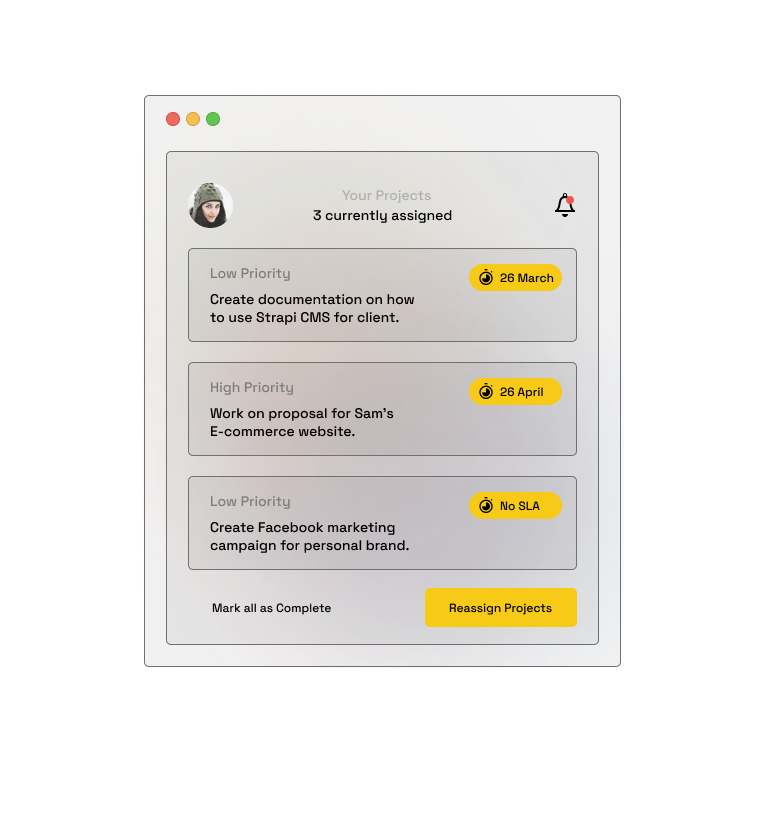 Your Projects
3 currently assigned
Low Priority
26 March
Create documentation on how
to use Strapi CMS for client.
High Priority
26 April
Work on proposal for Sam's
E-commerce website.
Low Priority
No SLA
Create Facebook marketing
campaign for personal brand.
Mark all as Complete
Reassign Projects